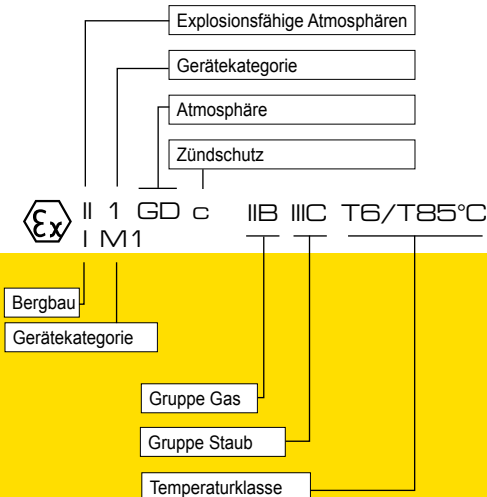 Explosionsfähige Atmosphären
Gerätekategorie
Atmosphäre
Zündschutz
Ex II 1 GD c IIB IIIC T6/T85°C
I M1
Bergbau
Gerätekategorie
Gruppe Gas
Gruppe Staub
Temperaturklasse